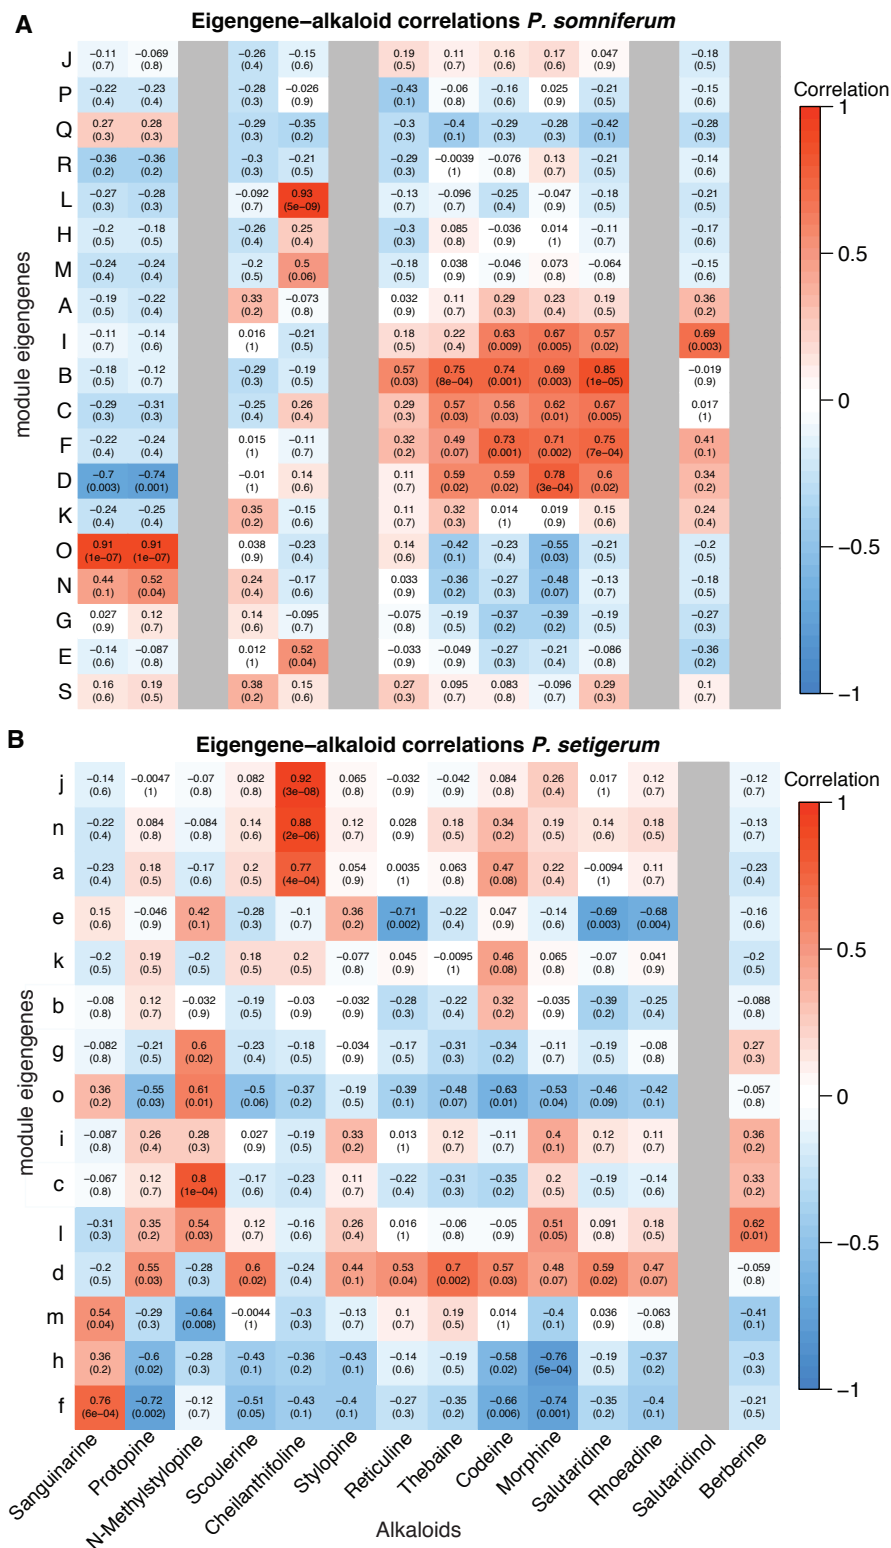 A
Eigengene–alkaloid correlations P. somniferum
J −0.11 −0.069 −0.26 −0.15 0.19 0.11 0.16 0.17 0.047 −0.18
(0.7) (0.8) (0.4) (0.6) (0.5) (0.7) (0.6) (0.6) (0.9) (0.5)
P −0.22 −0.23 −0.28 −0.026 −0.43 −0.06 −0.16 0.025 −0.21 −0.15
(0.4) (0.4) (0.3) (0.9) (0.1) (0.8) (0.6) (0.9) (0.5) (0.6)
Q 0.27 0.28 −0.29 −0.35 −0.3 −0.4 −0.29 −0.28 −0.42 −0.28
(0.3) (0.3) (0.3) (0.2) (0.3) (0.1) (0.3) (0.3) (0.1) (0.3)
R −0.36 −0.36 −0.3 −0.21 −0.29 −0.0039 −0.076 0.13 −0.21 −0.14
(0.2) (0.2) (0.3) (0.5) (0.3) (1) (0.8) (0.7) (0.5) (0.6)
L −0.27 −0.28 −0.092 0.93 −0.13 −0.096 −0.25 −0.047 −0.18 −0.21
(0.3) (0.3) (0.7) (5e−09) (0.7) (0.7) (0.4) (0.9) (0.5) (0.5)
H −0.2 −0.18 −0.26 0.25 −0.3 0.085 −0.036 0.014 −0.11 −0.17
(0.5) (0.5) (0.4) (0.4) (0.3) (0.8) (0.9) (1) (0.7) (0.6)
M −0.24 −0.24 −0.2 0.5 −0.18 0.038 −0.046 0.073 −0.064 −0.15
(0.4) (0.4) (0.5) (0.06) (0.5) (0.9) (0.9) (0.8) (0.8) (0.6)
A −0.19 −0.22 0.33 −0.073 0.032 0.11 0.29 0.23 0.19 0.36
(0.5) (0.4) (0.2) (0.8) (0.9) (0.7) (0.3) (0.4) (0.5) (0.2)
I −0.11 −0.14 0.016 −0.21 0.18 0.22 0.63 0.67 0.57 0.69
(0.7) (0.6) (1) (0.5) (0.5) (0.4) (0.009) (0.005) (0.02) (0.003)
B −0.18 −0.12 −0.29 −0.19 0.57 0.75 0.74 0.69 0.85 −0.019
(0.5) (0.7) (0.3) (0.5) (0.03) (8e−04) (0.001) (0.003) (1e−05) (0.9)
C −0.29 −0.31 −0.25 0.26 0.29 0.57 0.56 0.62 0.67 0.017
(0.3) (0.3) (0.4) (0.4) (0.3) (0.03) (0.03) (0.01) (0.005) (1)
F −0.22 −0.24 0.015 −0.11 0.32 0.49 0.73 0.71 0.75 0.41
(0.4) (0.4) (1) (0.7) (0.2) (0.07) (0.001) (0.002) (7e−04) (0.1)
D −0.7 −0.74 −0.01 0.14 0.11 0.59 0.59 0.78 0.6 0.34
(0.003) (0.001) (1) (0.6) (0.7) (0.02) (0.02) (3e−04) (0.02) (0.2)
K −0.24 −0.25 0.35 −0.15 0.11 0.32 0.014 0.019 0.15 0.24
(0.4) (0.4) (0.2) (0.6) (0.7) (0.3) (1) (0.9) (0.6) (0.4)
O 0.91 0.91 0.038 −0.23 0.14 −0.42 −0.23 −0.55 −0.21 −0.2
(1e−07) (1e−07) (0.9) (0.4) (0.6) (0.1) (0.4) (0.03) (0.5) (0.5)
N 0.44 0.52 0.24 −0.17 0.033 −0.36 −0.27 −0.48 −0.13 −0.18
(0.1) (0.04) (0.4) (0.6) (0.9) (0.2) (0.3) (0.07) (0.7) (0.5)
G 0.027 0.12 0.14 −0.095 −0.075 −0.19 −0.37 −0.39 −0.19 −0.27
(0.9) (0.7) (0.6) (0.7) (0.8) (0.5) (0.2) (0.2) (0.5) (0.3)
E −0.14 −0.087 0.012 0.52 −0.033 −0.049 −0.27 −0.21 −0.086 −0.36
(0.6) (0.8) (1) (0.04) (0.9) (0.9) (0.3) (0.4) (0.8) (0.2)
S 0.16 0.19 0.38 0.15 0.27 0.095 0.083 −0.096 0.29 0.1
(0.6) (0.5) (0.2) (0.6) (0.3) (0.7) (0.8) (0.7) (0.3) (0.7)
module eigengenes
Correlation
1
0.5
0
−0.5
−1
B
Eigengene–alkaloid correlations P. setigerum
j −0.14 −0.0047 −0.07 0.082 0.92 0.065 −0.032 −0.042 0.084 0.26 0.017 0.12 −0.12
(0.6) (1) (0.8) (0.8) (3e−08) (0.8) (0.9) (0.9) (0.8) (0.4) (1) (0.7) (0.7)
n −0.22 0.084 −0.084 0.14 0.88 0.12 0.028 0.18 0.34 0.19 0.14 0.18 −0.13
(0.4) (0.8) (0.8) (0.6) (2e−06) (0.7) (0.9) (0.5) (0.2) (0.5) (0.6) (0.5) (0.7)
a −0.23 0.18 −0.17 0.2 0.77 0.054 0.0035 0.063 0.47 0.22 −0.0094 0.11 −0.23
(0.4) (0.5) (0.6) (0.5) (4e−04) (0.9) (1) (0.8) (0.08) (0.4) (1) (0.7) (0.4)
e 0.15 −0.046 0.42 −0.28 −0.1 0.36 −0.71 −0.22 0.047 −0.14 −0.69 −0.68 −0.16
(0.6) (0.9) (0.1) (0.3) (0.7) (0.2) (0.002) (0.4) (0.9) (0.6) (0.003) (0.004) (0.6)
k −0.2 0.19 −0.2 0.18 0.2 −0.077 0.045 −0.0095 0.46 0.065 −0.07 0.041 −0.2
(0.5) (0.5) (0.5) (0.5) (0.5) (0.8) (0.9) (1) (0.08) (0.8) (0.8) (0.9) (0.5)
b −0.08 0.12 −0.032 −0.19 −0.03 −0.032 −0.28 −0.22 0.32 −0.035 −0.39 −0.25 −0.088
(0.8) (0.7) (0.9) (0.5) (0.9) (0.9) (0.3) (0.4) (0.2) (0.9) (0.2) (0.4) (0.8)
g −0.082 −0.21 0.6 −0.23 −0.18 −0.034 −0.17 −0.31 −0.34 −0.11 −0.19 −0.08 0.27
(0.8) (0.5) (0.02) (0.4) (0.5) (0.9) (0.5) (0.3) (0.2) (0.7) (0.5) (0.8) (0.3)
o 0.36 −0.55 0.61 −0.5 −0.37 −0.19 −0.39 −0.48 −0.63 −0.53 −0.46 −0.42 −0.057
(0.2) (0.03) (0.01) (0.06) (0.2) (0.5) (0.1) (0.07) (0.01) (0.04) (0.09) (0.1) (0.8)
i −0.087 0.26 0.28 0.027 −0.19 0.33 0.013 0.12 −0.11 0.4 0.12 0.11 0.36
(0.8) (0.4) (0.3) (0.9) (0.5) (0.2) (1) (0.7) (0.7) (0.1) (0.7) (0.7) (0.2)
c −0.067 0.12 0.8 −0.17 −0.23 0.11 −0.22 −0.31 −0.35 0.2 −0.19 −0.14 0.33
(0.8) (0.7) (1e−04) (0.6) (0.4) (0.7) (0.4) (0.3) (0.2) (0.5) (0.5) (0.6) (0.2)
l −0.31 0.35 0.54 0.12 −0.16 0.26 0.016 −0.06 −0.05 0.51 0.091 0.18 0.62
(0.3) (0.2) (0.03) (0.7) (0.6) (0.4) (1) (0.8) (0.9) (0.05) (0.8) (0.5) (0.01)
d −0.2 0.55 −0.28 0.6 −0.24 0.44 0.53 0.7 0.57 0.48 0.59 0.47 −0.059
(0.5) (0.03) (0.3) (0.02) (0.4) (0.1) (0.04) (0.002) (0.03) (0.07) (0.02) (0.07) (0.8)
m 0.54 −0.29 −0.64 −0.0044 −0.3 −0.13 0.1 0.19 0.014 −0.4 0.036 −0.063 −0.41
(0.04) (0.3) (0.008) (1) (0.3) (0.7) (0.7) (0.5) (1) (0.1) (0.9) (0.8) (0.1)
h 0.36 −0.6 −0.28 −0.43 −0.36 −0.43 −0.14 −0.19 −0.58 −0.76 −0.19 −0.37 −0.3
(0.2) (0.02) (0.3) (0.1) (0.2) (0.1) (0.6) (0.5) (0.02) (5e−04) (0.5) (0.2) (0.3)
f 0.76 −0.72 −0.12 −0.51 −0.43 −0.4 −0.27 −0.35 −0.66 −0.74 −0.35 −0.4 −0.21
(6e−04) (0.002) (0.7) (0.05) (0.1) (0.1) (0.3) (0.2) (0.006) (0.001) (0.2) (0.1) (0.5)
module eigengenes
Correlation
1
0.5
0
−0.5
−1
Sanguinarine
Protopine
N-Methylstylopine
Scoulerine
Cheilanthifoline
Stylopine
Reticuline
Thebaine
Codeine
Morphine
Salutaridine
Rhoeadine
Salutaridinol
Berberine
Alkaloids